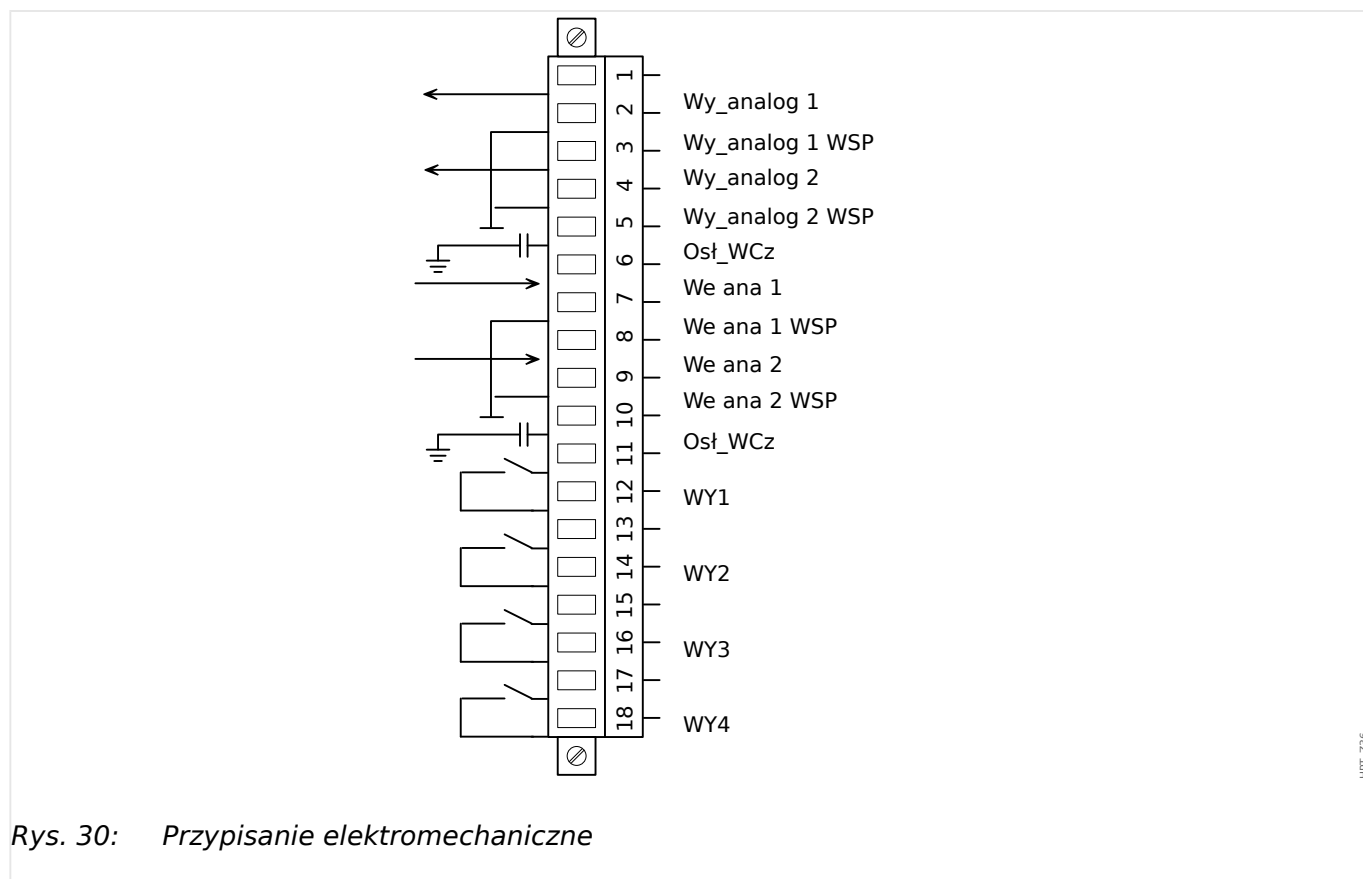 1
2
Wy_analog 1
3
Wy_analog 1 WSP
4
Wy_analog 2
5
Wy_analog 2 WSP
6
Osł_WCz
7
We ana 1
8
We ana 1 WSP
9
We ana 2
10
We ana 2 WSP
11
Osł_WCz
12
WY1
13
14
WY2
15
16
WY3
17
18
WY4
Rys. 30: Przypisanie elektromechaniczne